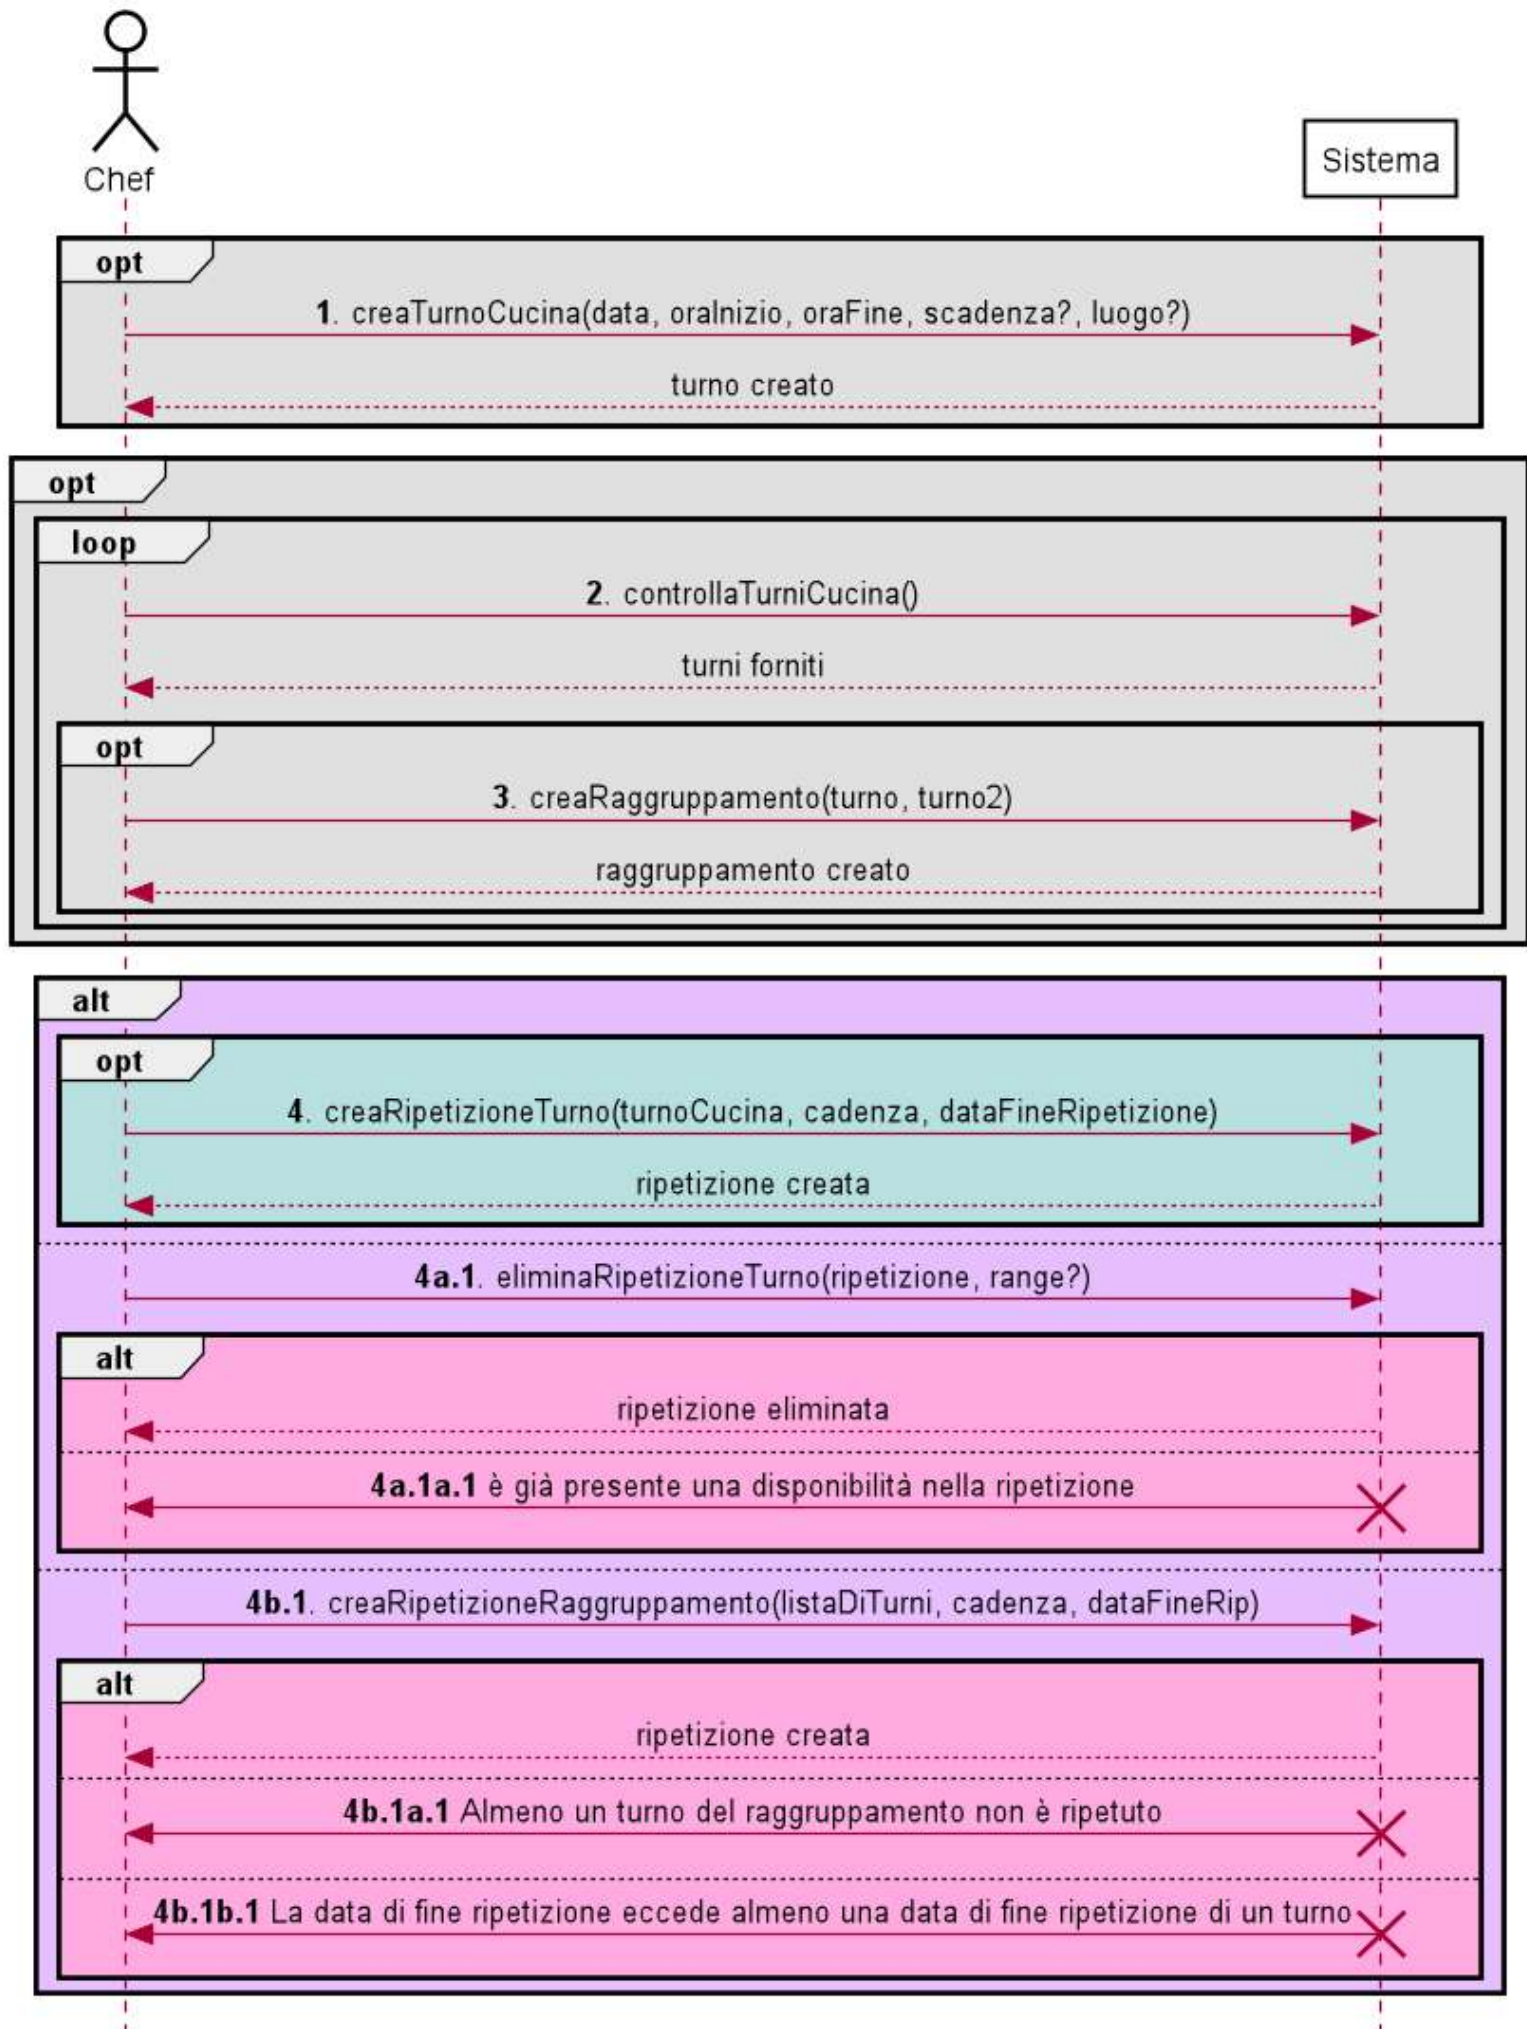 Chef
Sistema
opt
1. creaTurnoCucina(data, oraInizio, oraFine, scadenza?, luogo?)
turno creato
opt
loop
2. controllaTurniCucina()
turni forniti
opt
3. creaRaggruppamento(turno, turno2)
raggruppamento creato
alt
opt
4. creaRipetizioneTurno(turnoCucina, cadenza, dataFineRipetizione)
ripetizione creata
4a.1. eliminaRipetizioneTurno(ripetizione, range?)
alt
ripetizione eliminata
4a.1a.1 è già presente una disponibilità nella ripetizione
4b.1. creaRipetizioneRaggruppamento(listaDiTurni, cadenza, dataFineRip)
alt
ripetizione creata
4b.1a.1 Almeno un turno del raggruppamento non è ripetuto
4b.1b.1 La data di fine ripetizione eccede almeno una data di fine ripetizione di un turno